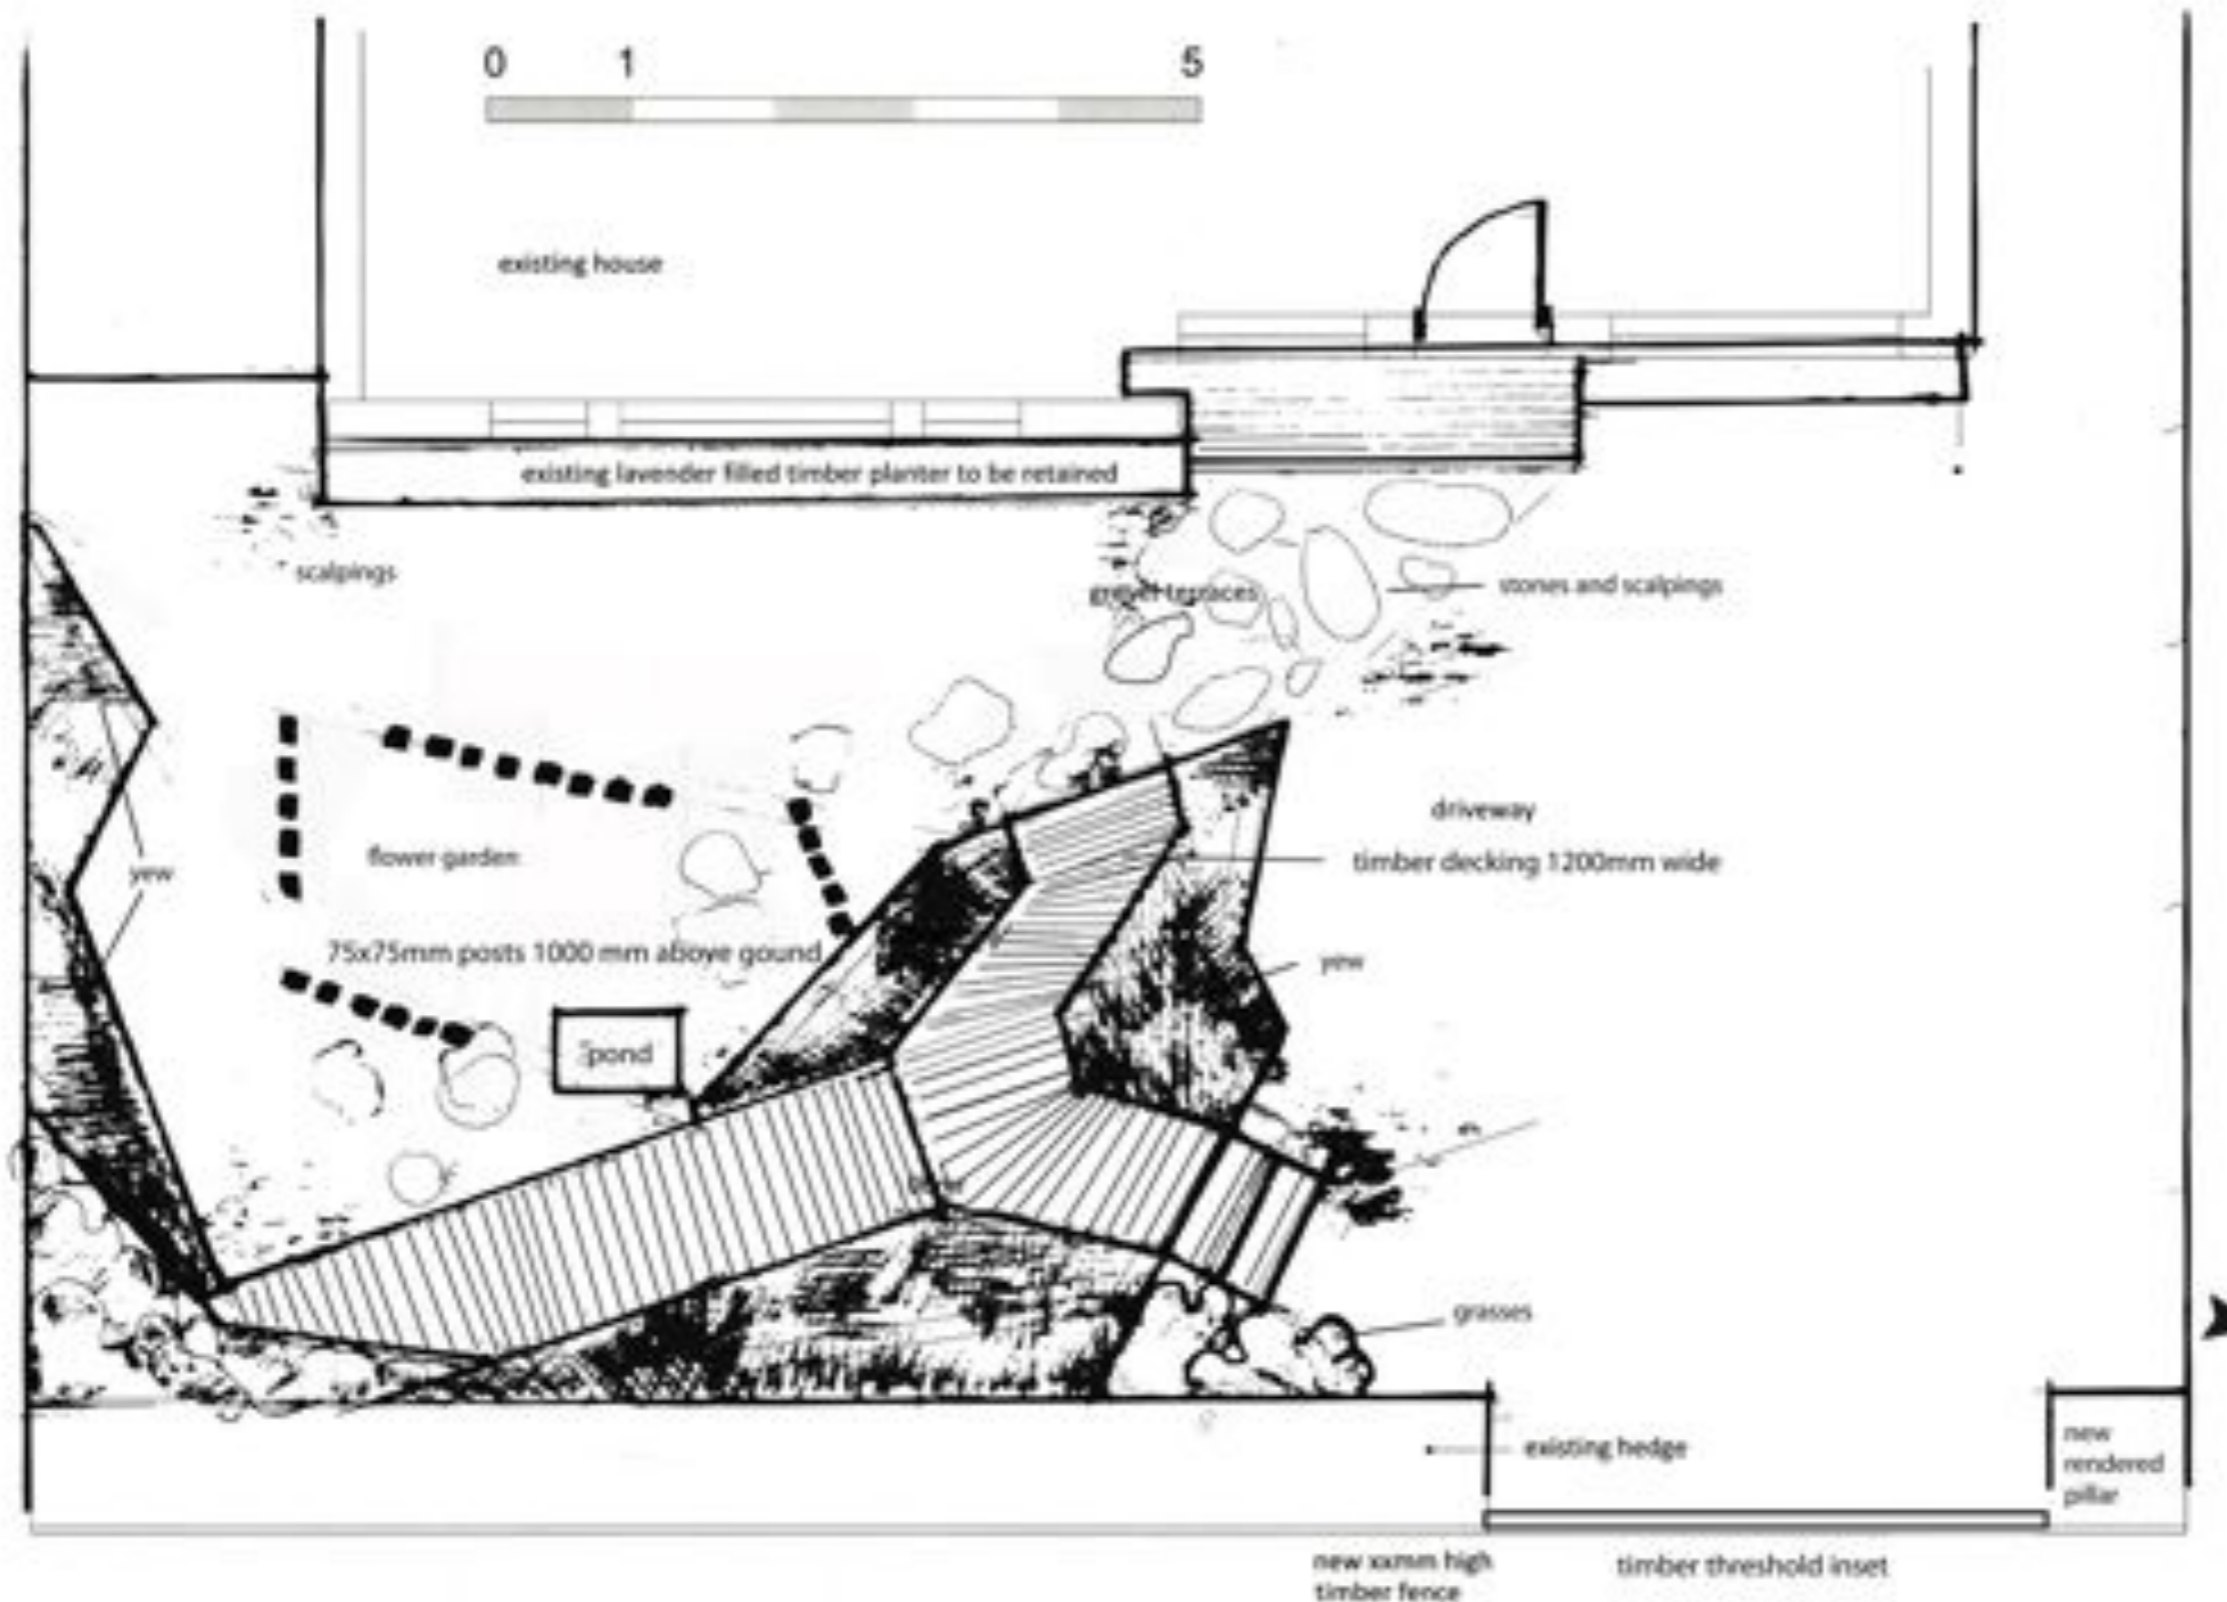 0 1 5
existing house
existing lavender filled timber planter to be retained
scalpings
gravel terraces
stones and scalpings
driveway
flower garden
timber decking 1200mm wide
yew
75x75mm posts 1000 mm above gound
yew
pond
grasses
existing hedge
new
rendered
pillar
new xxmm high
timber fence
timber threshold inset